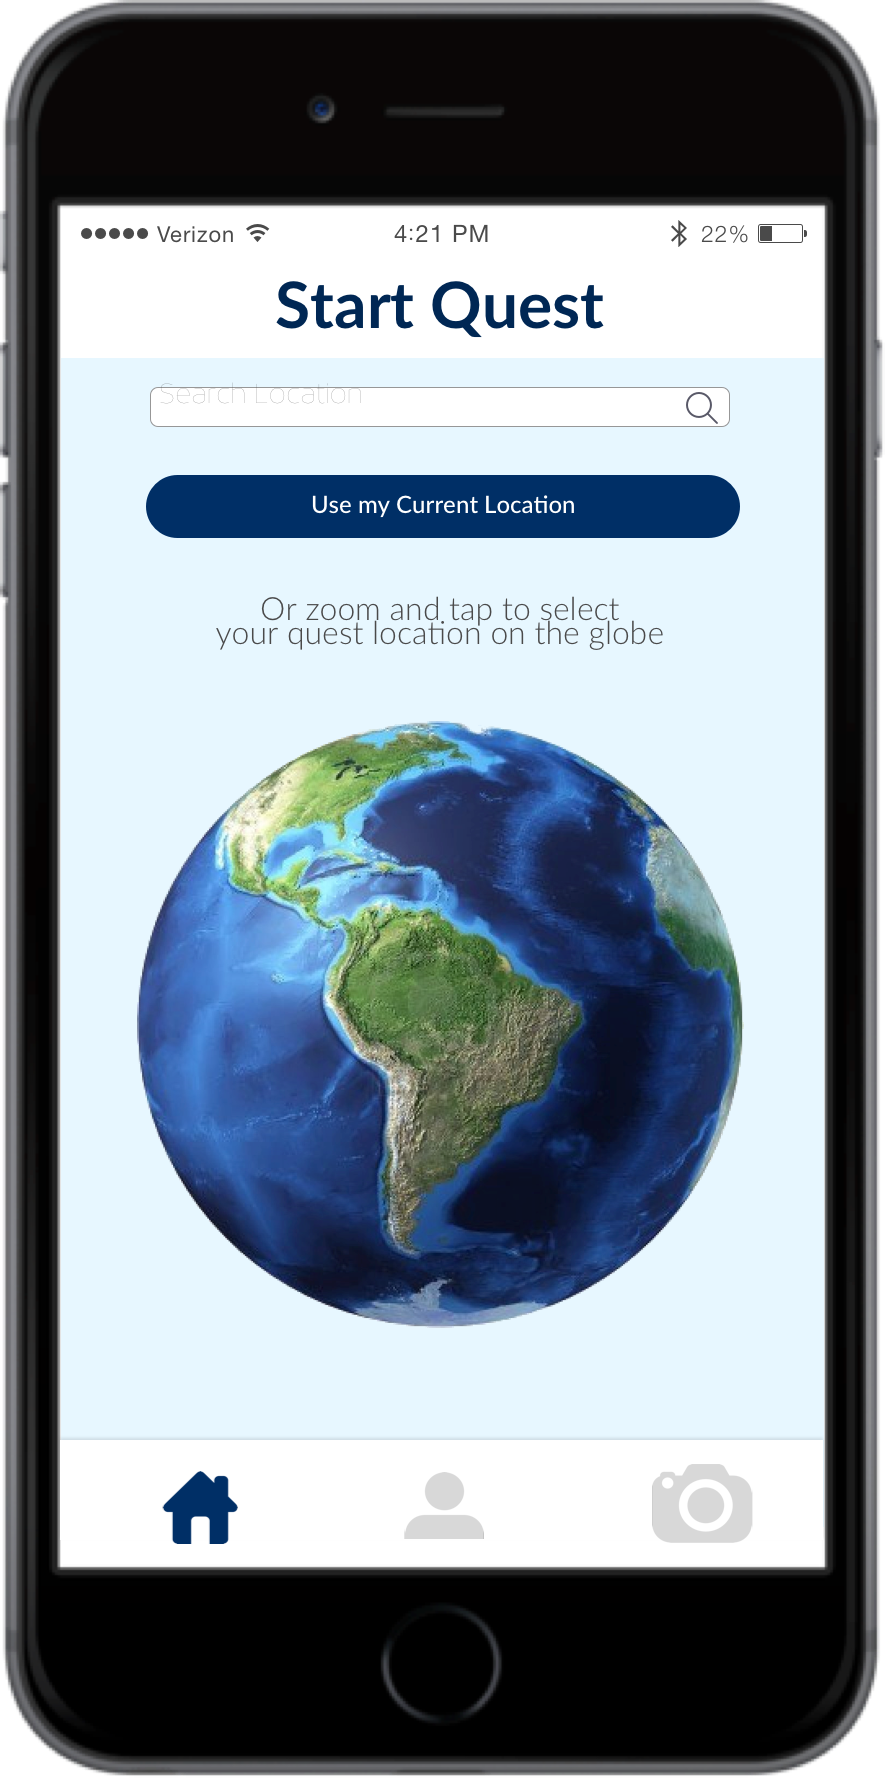 Verizon 4:21 PM 22%
Start Quest
Search Location
Use my Current Location
Or zoom and tap to select
your quest location on the globe